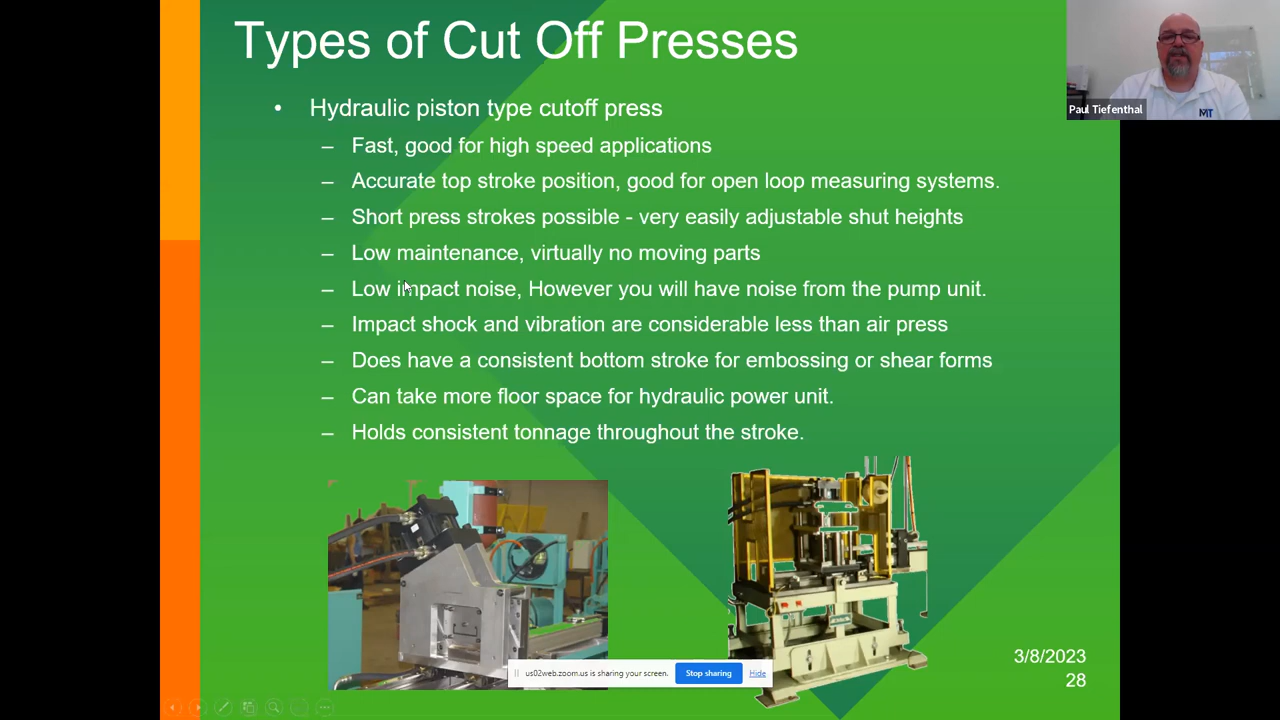 Types of Cut Off Presses
• Hydraulic piston type cutoff press
– Fast, good for high speed applications
– Accurate top stroke position, good for open loop measuring systems.
– Short press strokes possible - very easily adjustable shut heights
– Low maintenance, virtually no moving parts
– Low impact noise, However you will have noise from the pump unit.
– Impact shock and vibration are considerable less than air press
– Does have a consistent bottom stroke for embossing or shear forms
– Can take more floor space for hydraulic power unit.
– Holds consistent tonnage throughout the stroke.
Paul Tiefenthal
MT
us02web.zoom.us is sharing your screen.
Stop sharing
Hide
3/8/2023
28